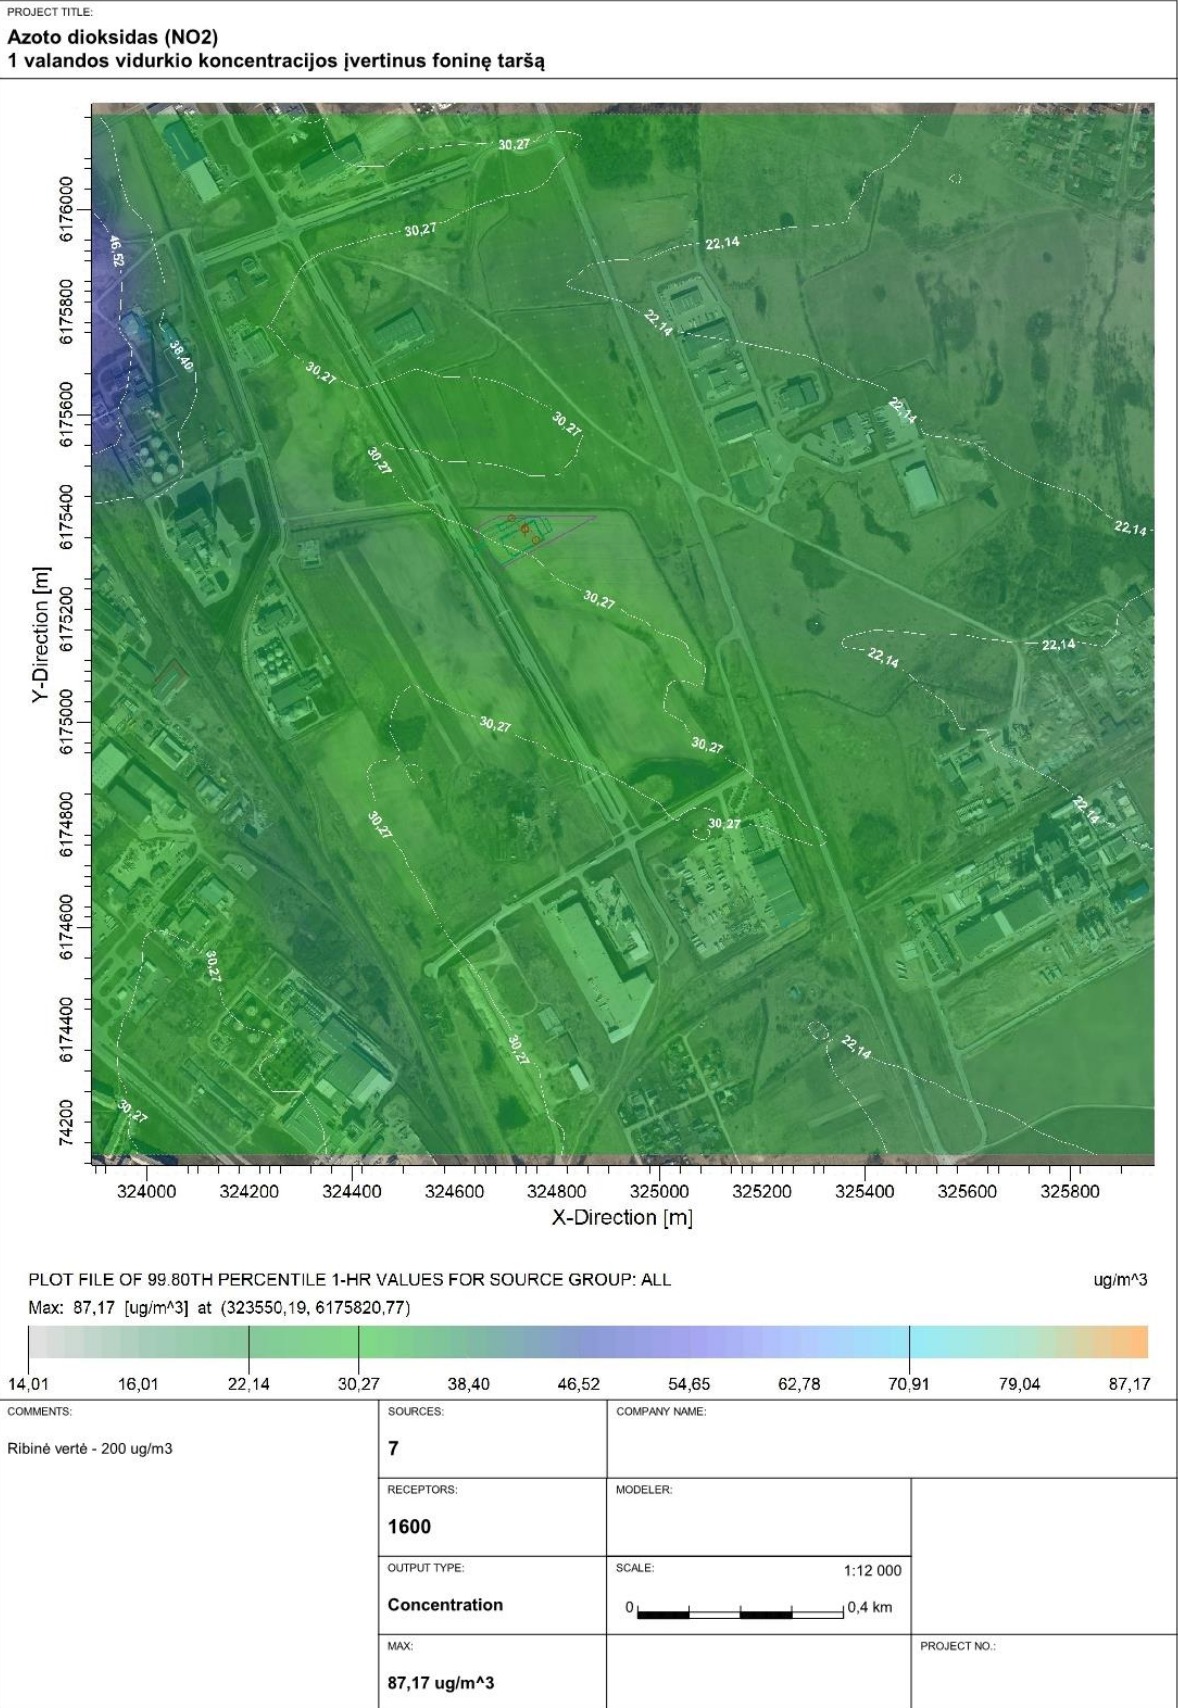 PROJECT TITLE:
Azoto dioksidas (NO2)
1 valandos vidurkio koncentracijos įvertinus foninę taršą
30,27
30,27
22,14
46,52
22,14
38,40
30,27
22,14
30,27
30,27
22,14
30,27
22,14
22,14
30,27
30,27
22,14
30,27
30,27
30,27
30,27
22,14
30,27
Y-Direction [m]
6176000
6175800
6175600
6175400
6175200
6175000
6174800
6174600
6174400
74200
324000 324200 324400 324600 324800 325000 325200 325400 325600 325800
X-Direction [m]
PLOT FILE OF 99.80TH PERCENTILE 1-HR VALUES FOR SOURCE GROUP: ALL ug/m^3
Max: 87,17 [ug/m^3] at (323550,19, 6175820,77)
14,01 16,01 22,14 30,27 38,40 46,52 54,65 62,78 70,91 79,04 87,17
COMMENTS:
Ribinė vertė - 200 ug/m3
SOURCES:
7
COMPANY NAME:
RECEPTORS:
1600
MODELER:
OUTPUT TYPE:
Concentration
SCALE: 1:12 000
0 0,4 km
MAX:
87,17 ug/m^3
PROJECT NO.: